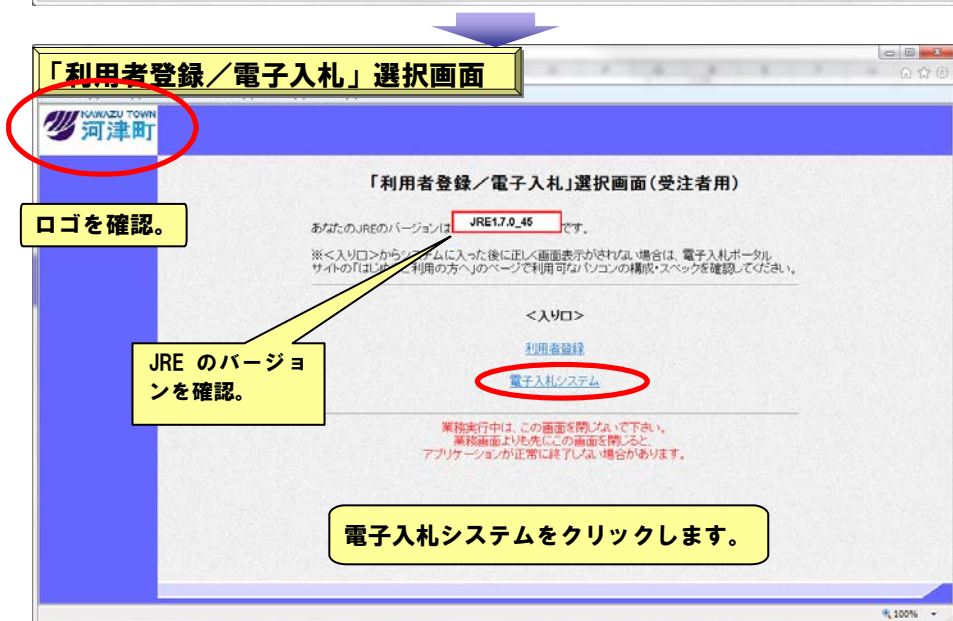 「利用者登録／電子入札」選択画面
KAWAZU TOWN
河津町
「利用者登録／電子入札」選択画面(受注者用)
ロゴを確認。
あなたのJREのバージョンは JRE1.7.0_45 です。
※<入り口>からシステムに入った後に正しく画面表示がされない場合は、電子入札ポータル
サイトの「はじめてご利用の方へ」のページで利用可なパソコンの構成・スペックを確認してください。
<入り口>
利用者登録
JRE のバージョ
ンを確認。
電子入札システム
業務実行中は、この画面を閉じないで下さい。
業務画面よりも先にこの画面を閉じると、
アプリケーションが正常に終了しない場合があります。
電子入札システムをクリックします。
100%